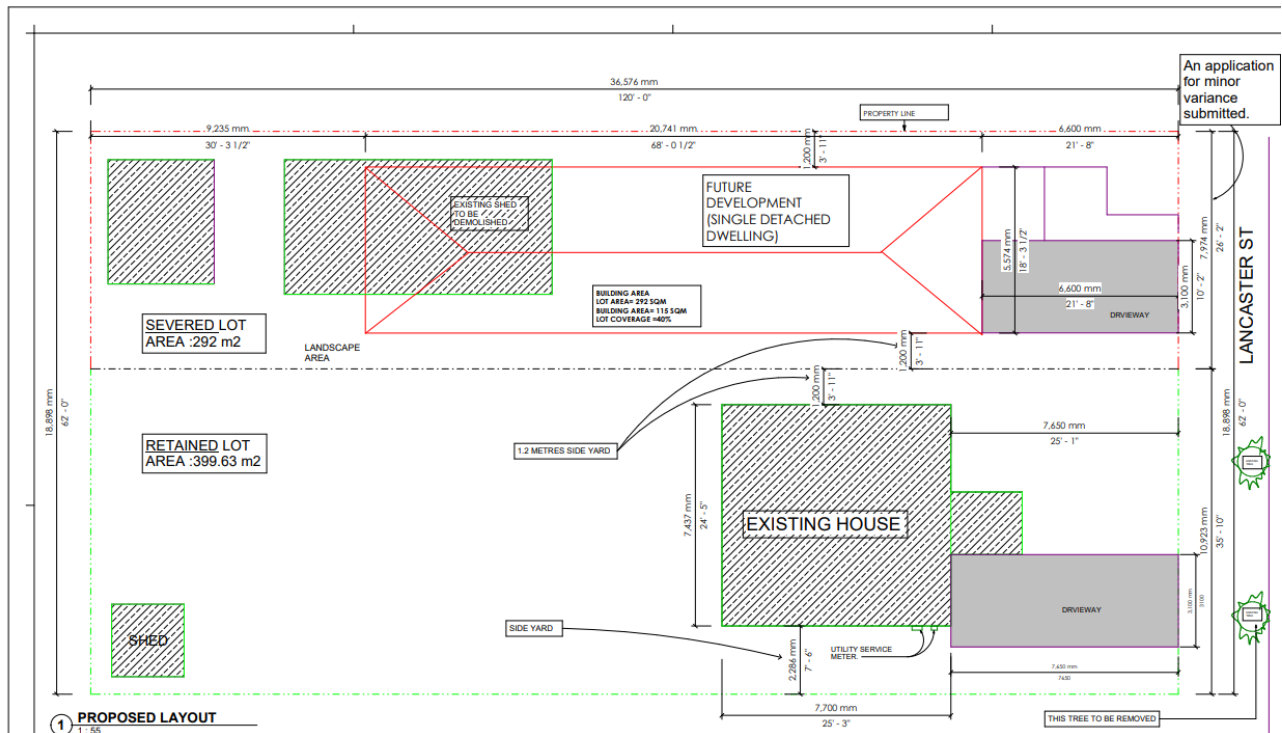 36,576 mm
120' - 0"
An application
for minor
variance
submitted.
PROPERTY LINE
9,235 mm
30' - 3 1/2"
20,741 mm
68' - 0 1/2"
6,600 mm
21' - 8"
1,200 mm
3' - 11"
EXISTING SHED
TO BE
DEMOLISHED
FUTURE
DEVELOPMENT
(SINGLE DETACHED
DWELLING)
5,574 mm
18' - 3 1/2"
7,974 mm
26' - 2"
LANCASTER ST
6,600 mm
21' - 8"
3,100 mm
10' - 2"
DRVIEWAY
BUILDING AREA
LOT AREA= 292 SQM
BUILDING AREA= 115 SQM
LOT COVERAGE =40%
SEVERED LOT
AREA :292 m2
LANDSCAPE
AREA
1,200 mm
3' - 11"
1,200 mm
3' - 11"
18,898 mm
62' - 0"
18,898 mm
62' - 0"
RETAINED LOT
AREA :399.63 m2
1.2 METRES SIDE YARD
7,650 mm
25' - 1"
7,437 mm
24' - 5"
EXISTING HOUSE
10,923 mm
35' - 10"
DRVIEWAY
3,100 mm
3100
SHED
SIDE YARD
2,286 mm
7' - 6"
UTILITY SERVICE
METER.
7,650 mm
7650
7,700 mm
25' - 3"
THIS TREE TO BE REMOVED
1 PROPOSED LAYOUT
1 : 55